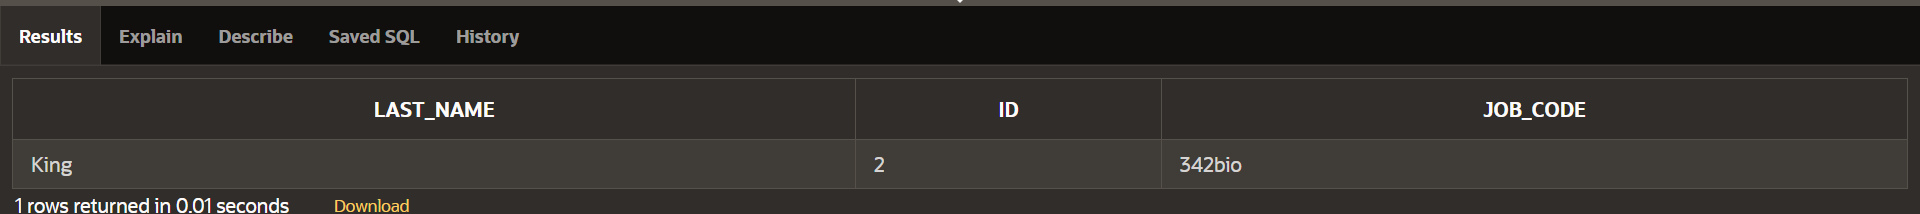 Results Explain Describe Saved SQL History
LAST_NAME ID JOB_CODE
King 2 342bio
1 rows returned in 0.01 seconds Download